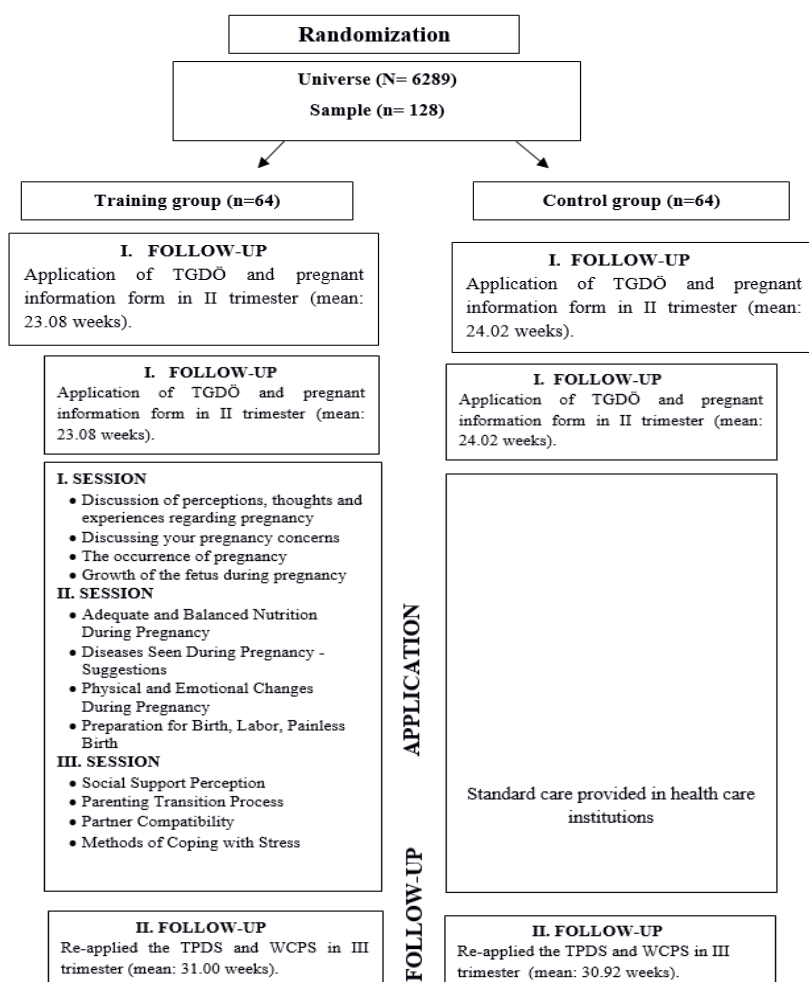 Randomization
Universe (N= 6289)
Sample (n= 128)
Training group (n=64)
Control group (n=64)
I. FOLLOW-UP
Application of TGDÖ and pregnant
information form in II trimester (mean:
23.08 weeks).
I. FOLLOW-UP
Application of TGDÖ and pregnant
information form in II trimester (mean:
24.02 weeks).
I. FOLLOW-UP
Application of TGDÖ and pregnant
information form in II trimester (mean:
23.08 weeks).
I. FOLLOW-UP
Application of TGDÖ and pregnant
information form in II trimester (mean:
24.02 weeks).
I. SESSION
• Discussion of perceptions, thoughts and
experiences regarding pregnancy
• Discussing your pregnancy concerns
• The occurrence of pregnancy
• Growth of the fetus during pregnancy
II. SESSION
• Adequate and Balanced Nutrition
During Pregnancy
• Diseases Seen During Pregnancy -
Suggestions
• Physical and Emotional Changes
During Pregnancy
• Preparation for Birth, Labor, Painless
Birth
III. SESSION
• Social Support Perception
• Parenting Transition Process
• Partner Compatibility
• Methods of Coping with Stress
APPLICATION
Standard care provided in health care
institutions
FOLLOW-UP
II. FOLLOW-UP
Re-applied the TPDS and WCPS in III
trimester (mean: 31.00 weeks).
II. FOLLOW-UP
Re-applied the TPDS and WCPS in III
trimester (mean: 30.92 weeks).